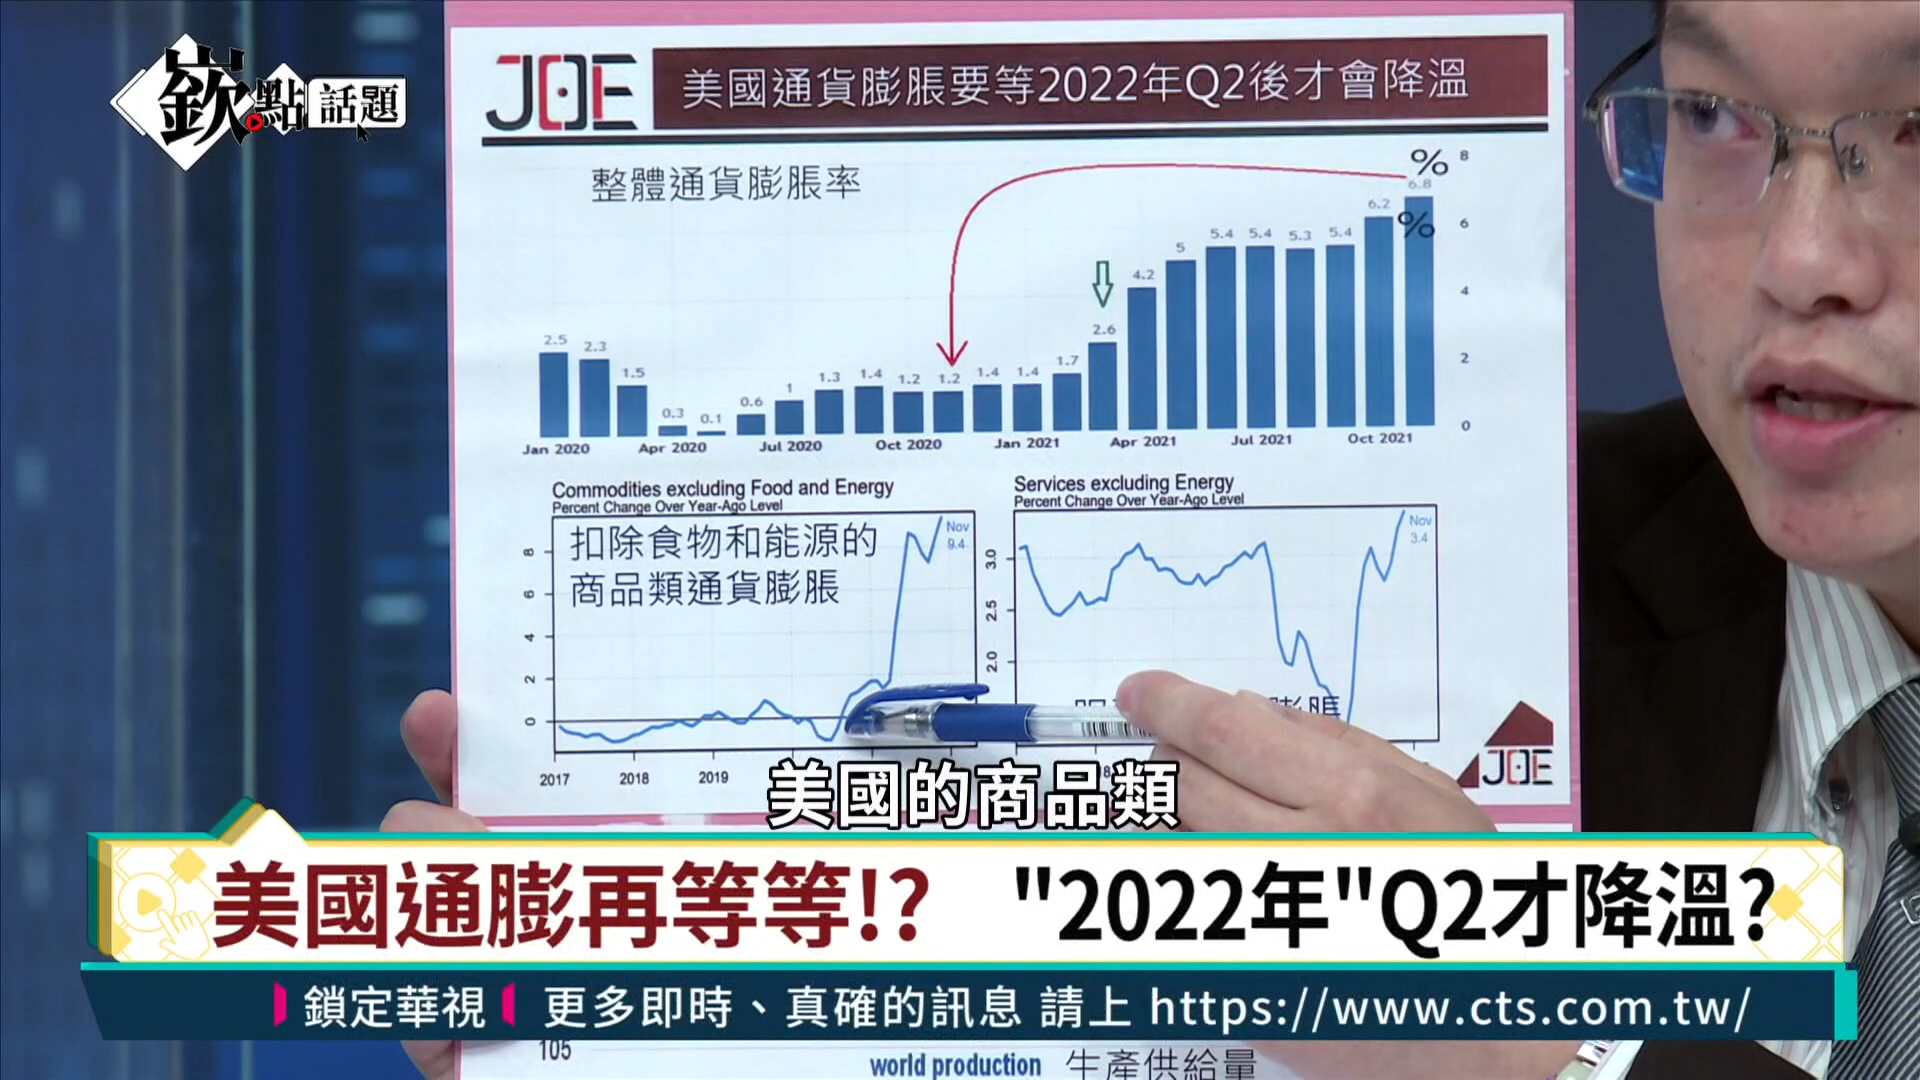 嶔點話題
JOE
美國通貨膨脹要等2022年Q2後才會降溫
整體通貨膨脹率
% 8
6.8
6.2
%
6
5.4 5.4 5.3 5.4
5
4.2
4
2.6
2.5 2.3 1.5 0.3 0.1 0.6 1 1.3 1.4 1.2 1.2 1.4 1.4 1.7
2
0
Jan 2020 Apr 2020 Jul 2020 Oct 2020 Jan 2021 Apr 2021 Jul 2021 Oct 2021
Commodities excluding Food and Energy
Percent Change Over Year-Ago Level
扣除食物和能源的
商品類通貨膨脹
Nov
9.4
8
6
4
2
0
2017 2018 2019
Services excluding Energy
Percent Change Over Year-Ago Level
Nov
3.4
3.0
2.5
2.0
JOE
美國的商品類
美國通膨再等等!? "2022年"Q2才降溫?
鎖定華視 更多即時、真確的訊息 請上 https://www.cts.com.tw/
105
world production 生產供給量